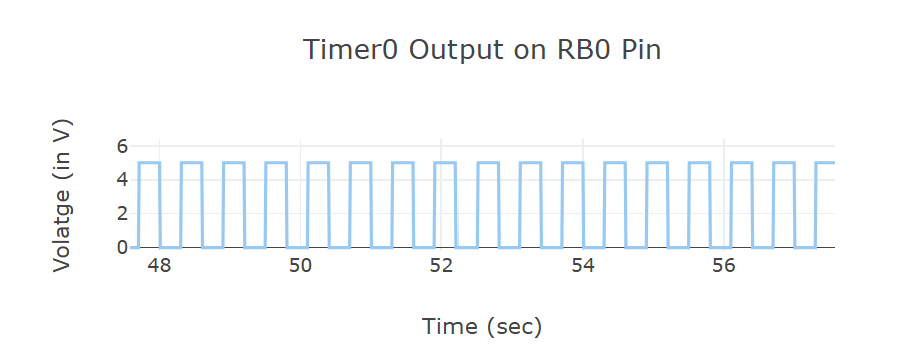 Timer0 Output on RB0 Pin
Volatge (in V)
6
4
2
0
48 50 52 54 56
Time (sec)